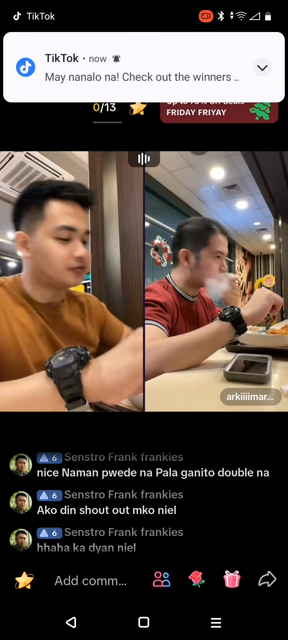 TikTok
TikTok • now
May nanalo na! Check out the winners ..
0/13
FRIDAY FRIYAY
arkiiiimar...
6 Senstro Frank frankies
nice Naman pwede na Pala ganito double na
6 Senstro Frank frankies
Ako din shout out mko niel
6 Senstro Frank frankies
hhaha ka dyan niel
Add comm...